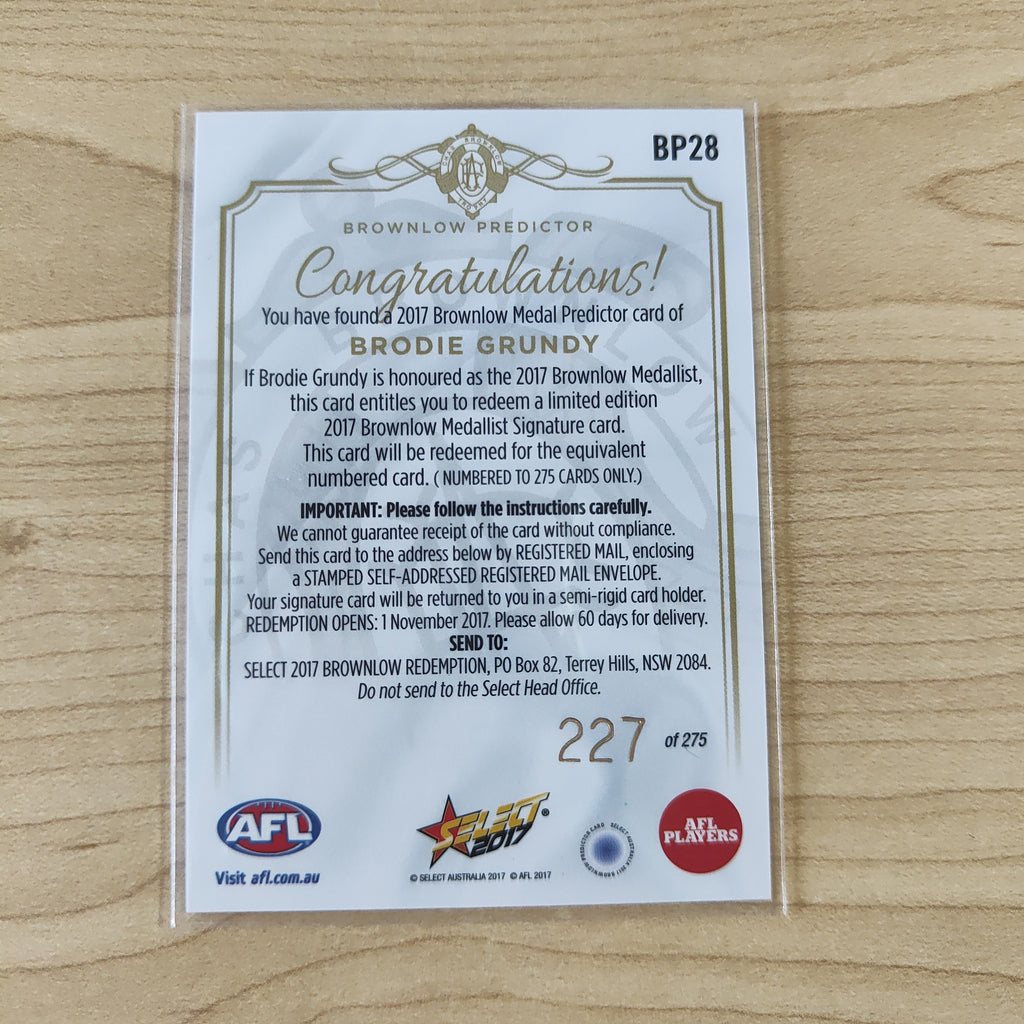 BP28
BROWNLOW PREDICTOR
Congratulations!
You have found a 2017 Brownlow Medal Predictor card of
BRODIE GRUNDY
If Brodie Grundy is honoured as the 2017 Brownlow Medallist,
this card entitles you to redeem a limited edition
2017 Brownlow Medallist Signature card.
This card will be redeemed for the equivalent
numbered card. ( NUMBERED TO 275 CARDS ONLY.)
IMPORTANT: Please follow the instructions carefully.
We cannot guarantee receipt of the card without compliance.
Send this card to the address below by REGISTERED MAIL, enclosing
a STAMPED SELF-ADDRESSED REGISTERED MAIL ENVELOPE.
Your signature card will be returned to you in a semi-rigid card holder.
REDEMPTION OPENS: 1 November 2017. Please allow 60 days for delivery.
SEND TO:
SELECT 2017 BROWNLOW REDEMPTION, PO Box 82, Terrey Hills, NSW 2084.
Do not send to the Select Head Office.
227 of 275
AFL
Visit afl.com.au
SELECT®
2017
© SELECT AUSTRALIA 2017 © AFL 2017
SELECT AUSTRALIA 2017 BROWNLOW PREDICTOR CARD
AFL
PLAYERS